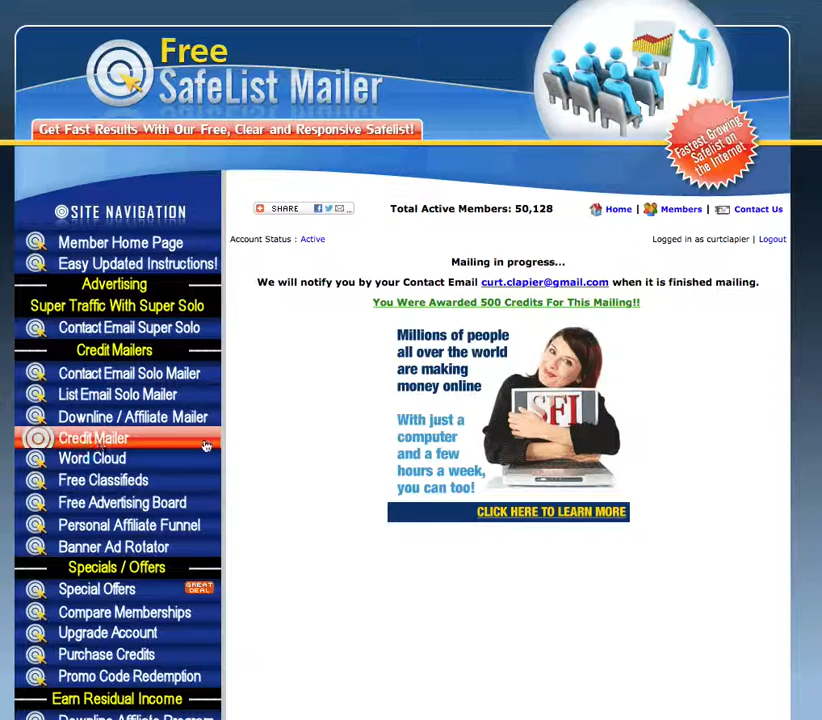 Free
SafeList Mailer
Get Fast Results With Our Free, Clear and Responsive Safelist!
Fastest Growing
Safelist on
the Internet
SITE NAVIGATION
Member Home Page
Easy Updated Instructions!
Advertising
Super Traffic With Super Solo
Contact Email Super Solo
Credit Mailers
Contact Email Solo Mailer
List Email Solo Mailer
Downline / Affiliate Mailer
Credit Mailer
Word Cloud
Free Classifieds
Free Advertising Board
Personal Affiliate Funnel
Banner Ad Rotator
Specials / Offers
Special Offers GREAT DEAL
Compare Memberships
Upgrade Account
Purchase Credits
Promo Code Redemption
Earn Residual Income
Downline Affiliate Program
SHARE ...
Total Active Members: 50,128
Home | Members | Contact Us
Account Status : Active
Logged in as curtclapier | Logout
Mailing in progress...
We will notify you by your Contact Email curt.clapier@gmail.com when it is finished mailing.
You Were Awarded 500 Credits For This Mailing!!
Millions of people
all over the world
are making
money online
With just a
computer
and a few
hours a week,
you can too!
SFI
CLICK HERE TO LEARN MORE